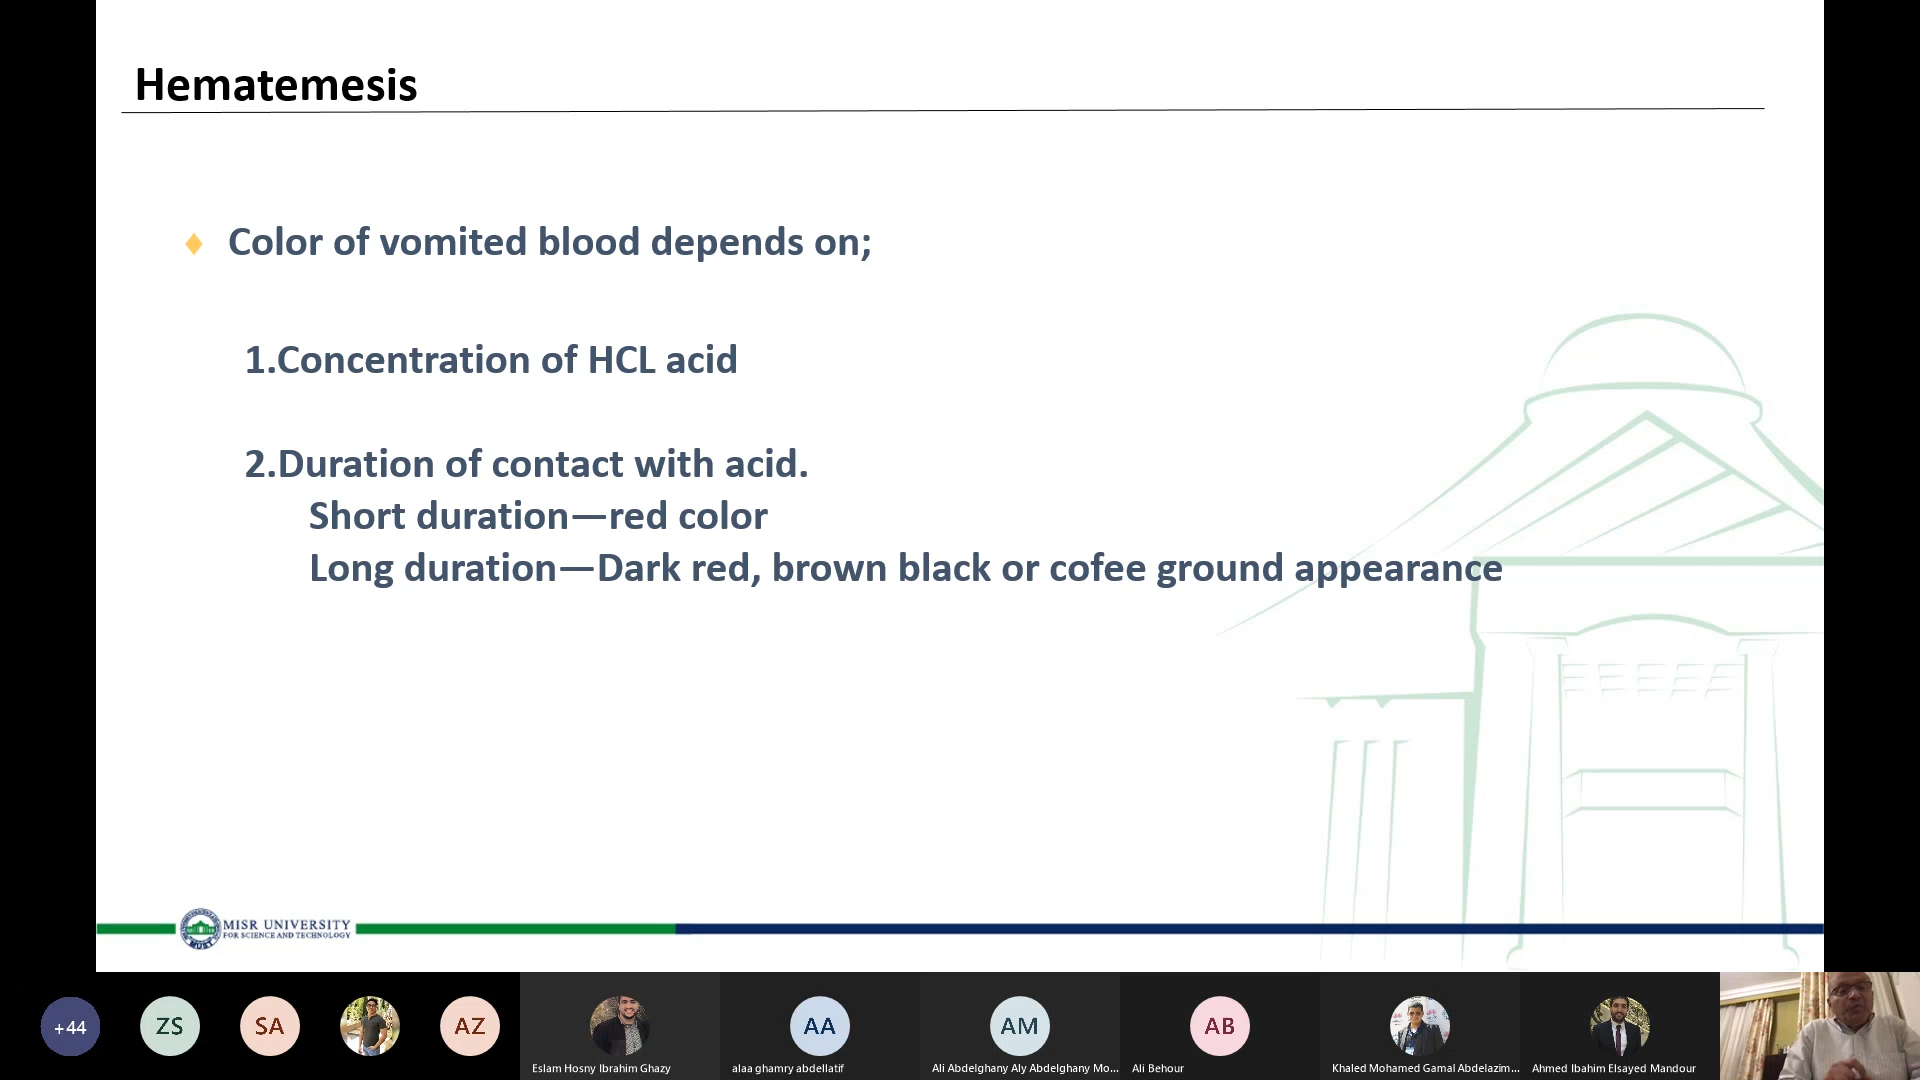 Hematemesis
Color of vomited blood depends on;
1.Concentration of HCL acid
2.Duration of contact with acid.
Short duration—red color
Long duration—Dark red, brown black or cofee ground appearance
MISR UNIVERSITY
FOR SCIENCE AND TECHNOLOGY
MUST
+44
ZS
SA
AZ
AA
AM
AB
Eslam Hosny Ibrahim Ghazy
alaa ghamry abdellatif
Ali Abdelghany Aly Abdelghany Mo...
Ali Behour
Khaled Mohamed Gamal Abdelazim...
Ahmed Ibahim Elsayed Mandour